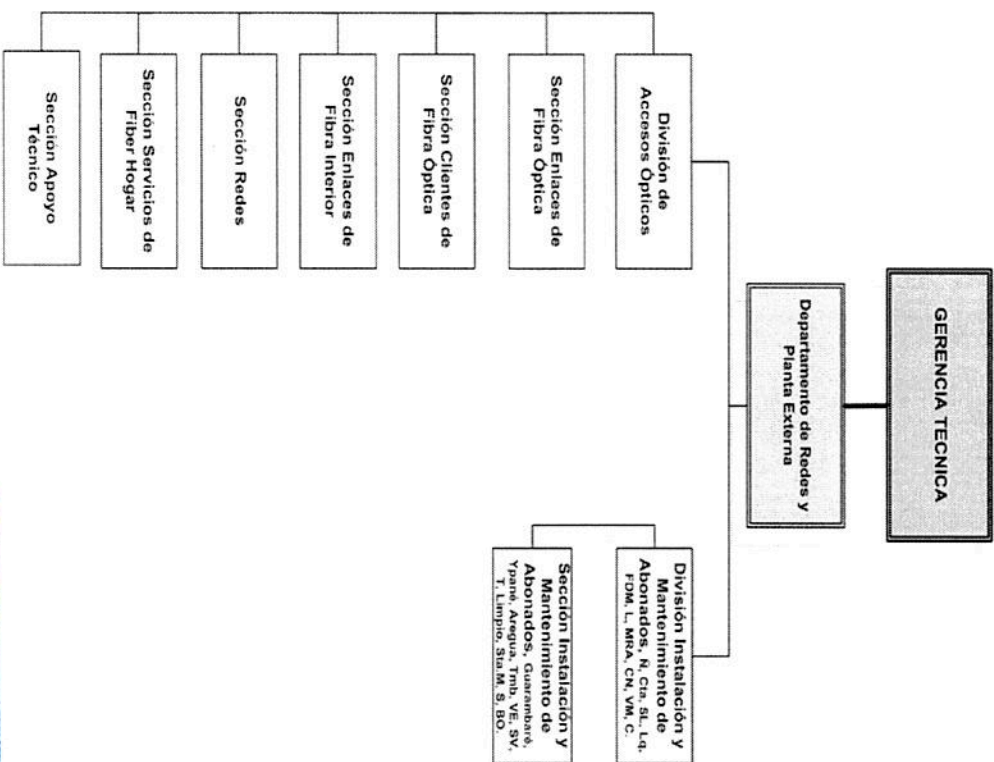 GERENCIA TECNICA
Departamento de Redes y
Planta Externa
División de
Accesos Ópticos
Sección Enlaces de
Fibra Óptica
Sección Clientes de
Fibra Óptica
Sección Enlaces de
Fibra Interior
Sección Redes
Sección Servicios de
Fiber Hogar
Sección Apoyo
Técnico
División Instalación y
Mantenimiento de
Abonados, Ñ, Cta, SL, Lq,
FDM, L, MRA, CN, VM, C.
Sección Instalación y
Mantenimiento de
Abonados, Guarambaré,
Ypané, Aregua, Tmb, VE, SV,
T, Limpio, Sta.M, S, BO.